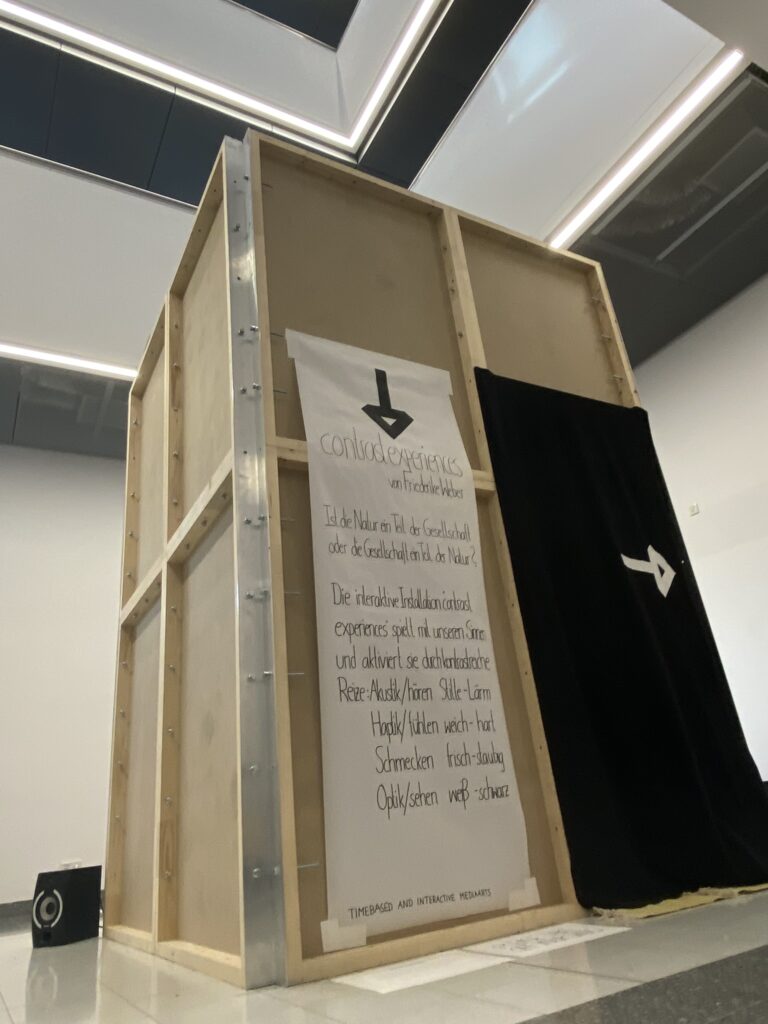 contrast experiences
von Friederike Weber
Ist die Natur ein Teil der Gesellschaft
oder die Gesellschaft ein Teil der Natur?
Die interaktive Installation "contrast
experiences" spielt mit unseren Sinnen
und aktiviert sie durch kontrastreiche
Reize: Akustik/hören Stille-Lärm
Haptik/fühlen weich-hart
Schmecken frisch-staubig
Optik/sehen weiß-schwarz
TIMEBASED AND INTERACTIVE MEDIAARTS